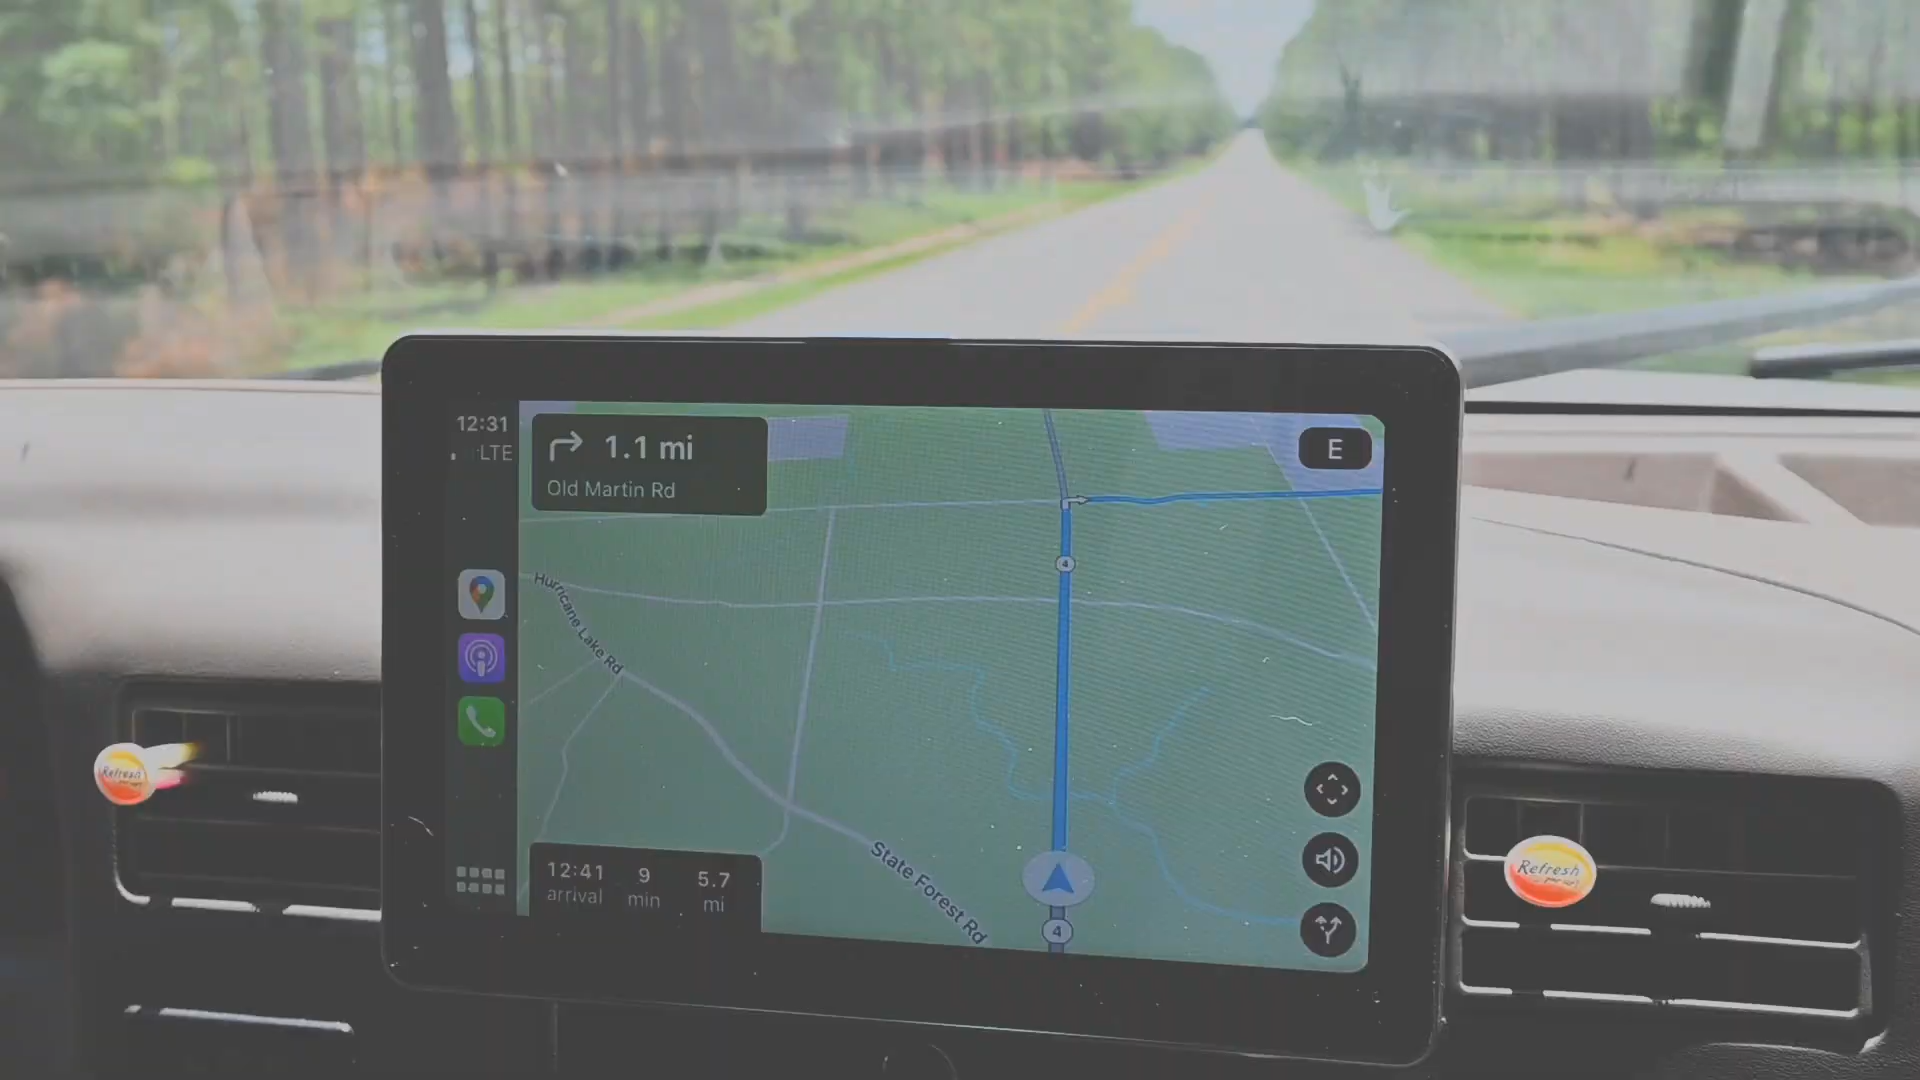 12:31
LTE
1.1 mi
Old Martin Rd
E
4
Hurricane Lake Rd
State Forest Rd
4
12:41 9 5.7
arrival min mi
Refresh
Refresh